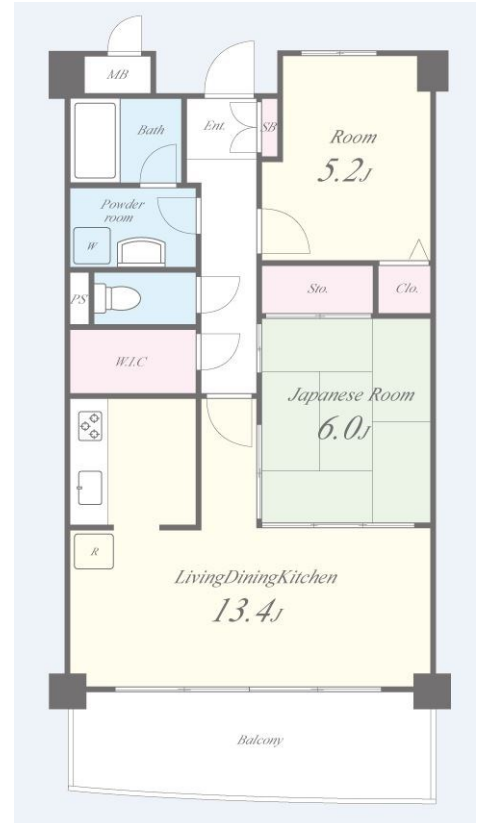 MB
Bath
Ent.
SB
Room
5.2J
Powder
room
W
PS
Sto.
Clo.
W.I.C
Japanese Room
6.0J
R
LivingDiningKitchen
13.4J
Balcony